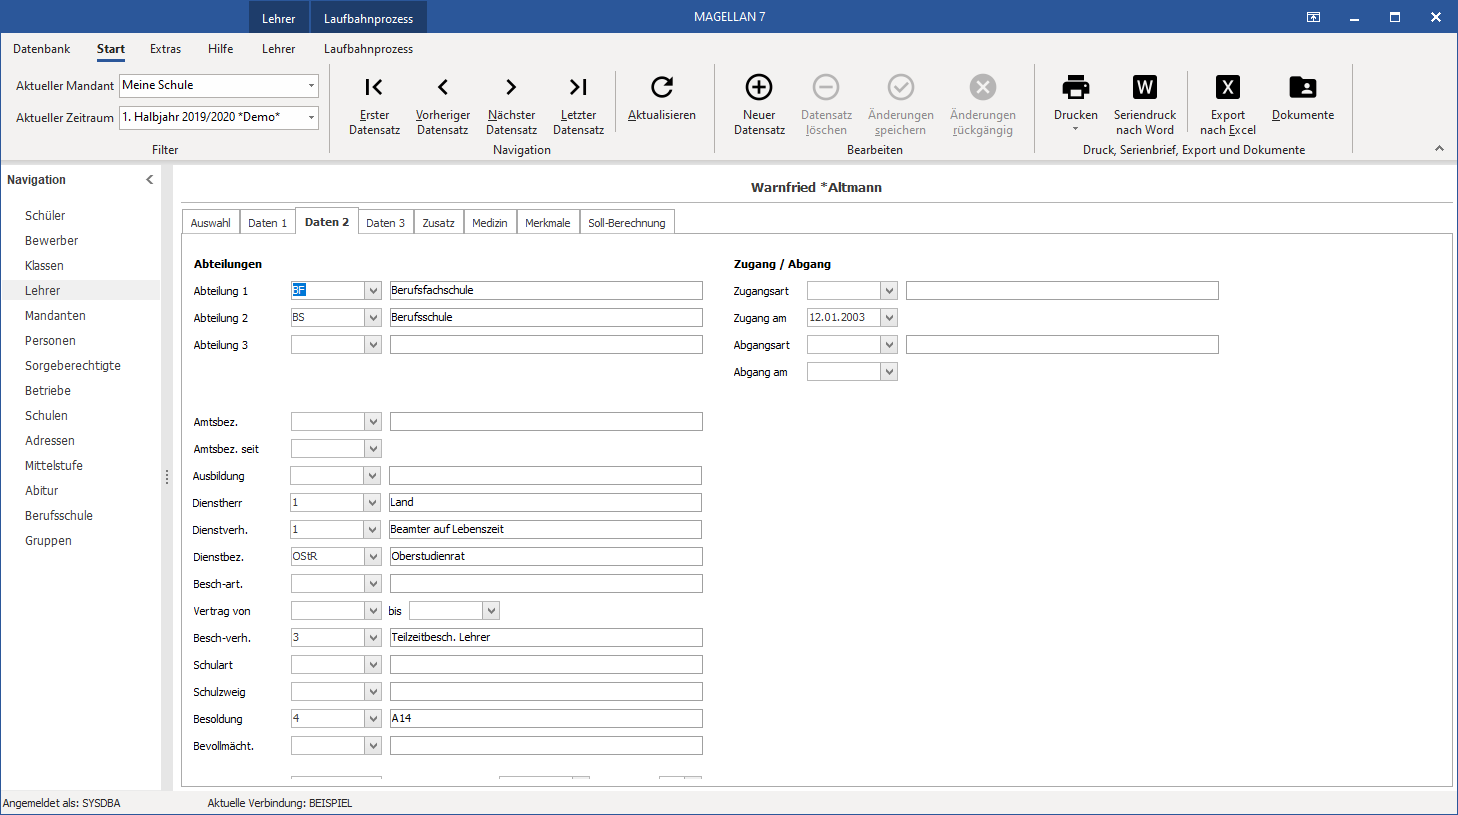 Lehrer Laufbahnprozess MAGELLAN 7
Datenbank Start Extras Hilfe Lehrer Laufbahnprozess
Aktueller Mandant Meine Schule
Aktueller Zeitraum 1. Halbjahr 2019/2020 *Demo*
Filter
Erster Datensatz
Vorheriger Datensatz
Nächster Datensatz
Letzter Datensatz
Aktualisieren
Navigation
Neuer Datensatz
Datensatz löschen
Änderungen speichern
Änderungen rückgängig
Bearbeiten
Drucken
Seriendruck nach Word
Export nach Excel
Dokumente
Druck, Serienbrief, Export und Dokumente
Navigation
Schüler
Bewerber
Klassen
Lehrer
Mandanten
Personen
Sorgeberechtigte
Betriebe
Schulen
Adressen
Mittelstufe
Abitur
Berufsschule
Gruppen
Warnfried *Altmann
Auswahl Daten 1 Daten 2 Daten 3 Zusatz Medizin Merkmale Soll-Berechnung
Abteilungen
Abteilung 1 BF Berufsfachschule
Abteilung 2 BS Berufsschule
Abteilung 3
Amtsbez.
Amtsbez. seit
Ausbildung
Dienstherr 1 Land
Dienstverh. 1 Beamter auf Lebenszeit
Dienstbez. OStR Oberstudienrat
Besch-art.
Vertrag von bis
Besch-verh. 3 Teilzeitbesch. Lehrer
Schulart
Schulzweig
Besoldung 4 A14
Bevollmächt.
Zugang / Abgang
Zugangsart
Zugang am 12.01.2003
Abgangsart
Abgang am
Angemeldet als: SYSDBA Aktuelle Verbindung: BEISPIEL